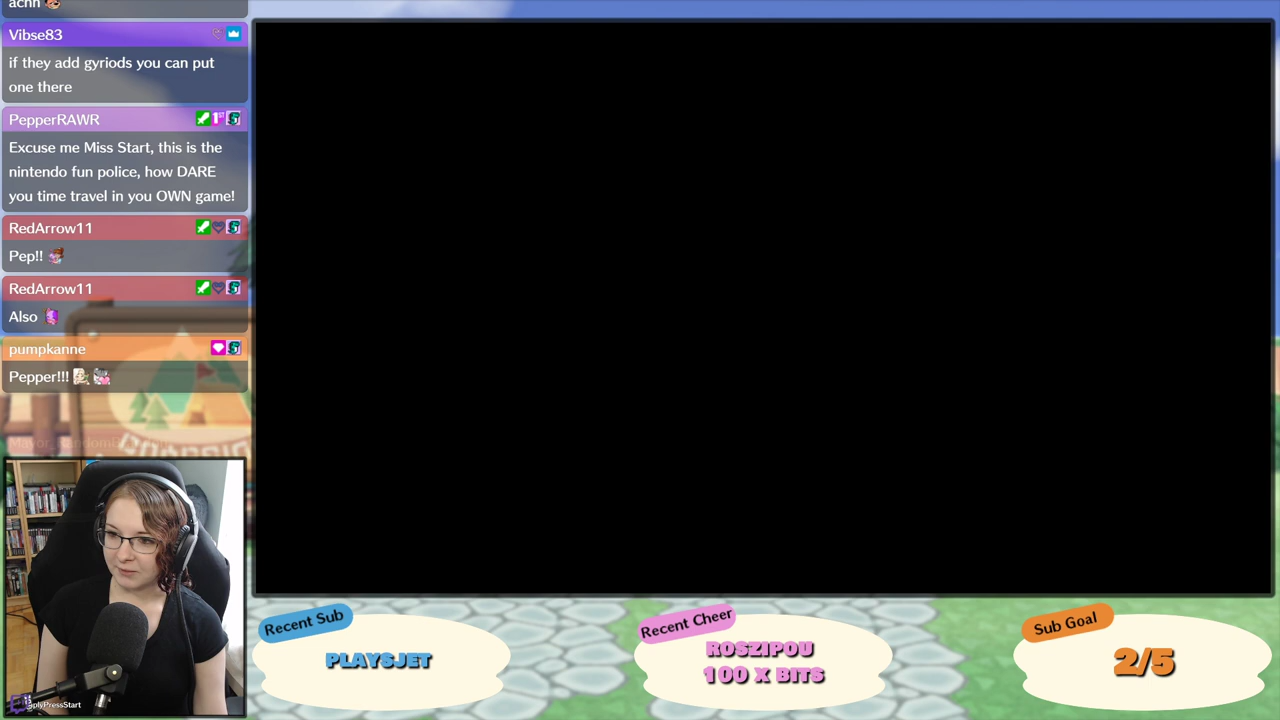 achh
Vibse83
if they add gyriods you can put
one there
PepperRAWR
Excuse me Miss Start, this is the
nintendo fun police, how DARE
you time travel in you OWN game!
RedArrow11
Pep!!
RedArrow11
Also
pumpkanne
Pepper!!!
Recent Sub
PLAYSJET
Recent Cheer
ROSZIPOU
100 X BITS
Sub Goal
2/5